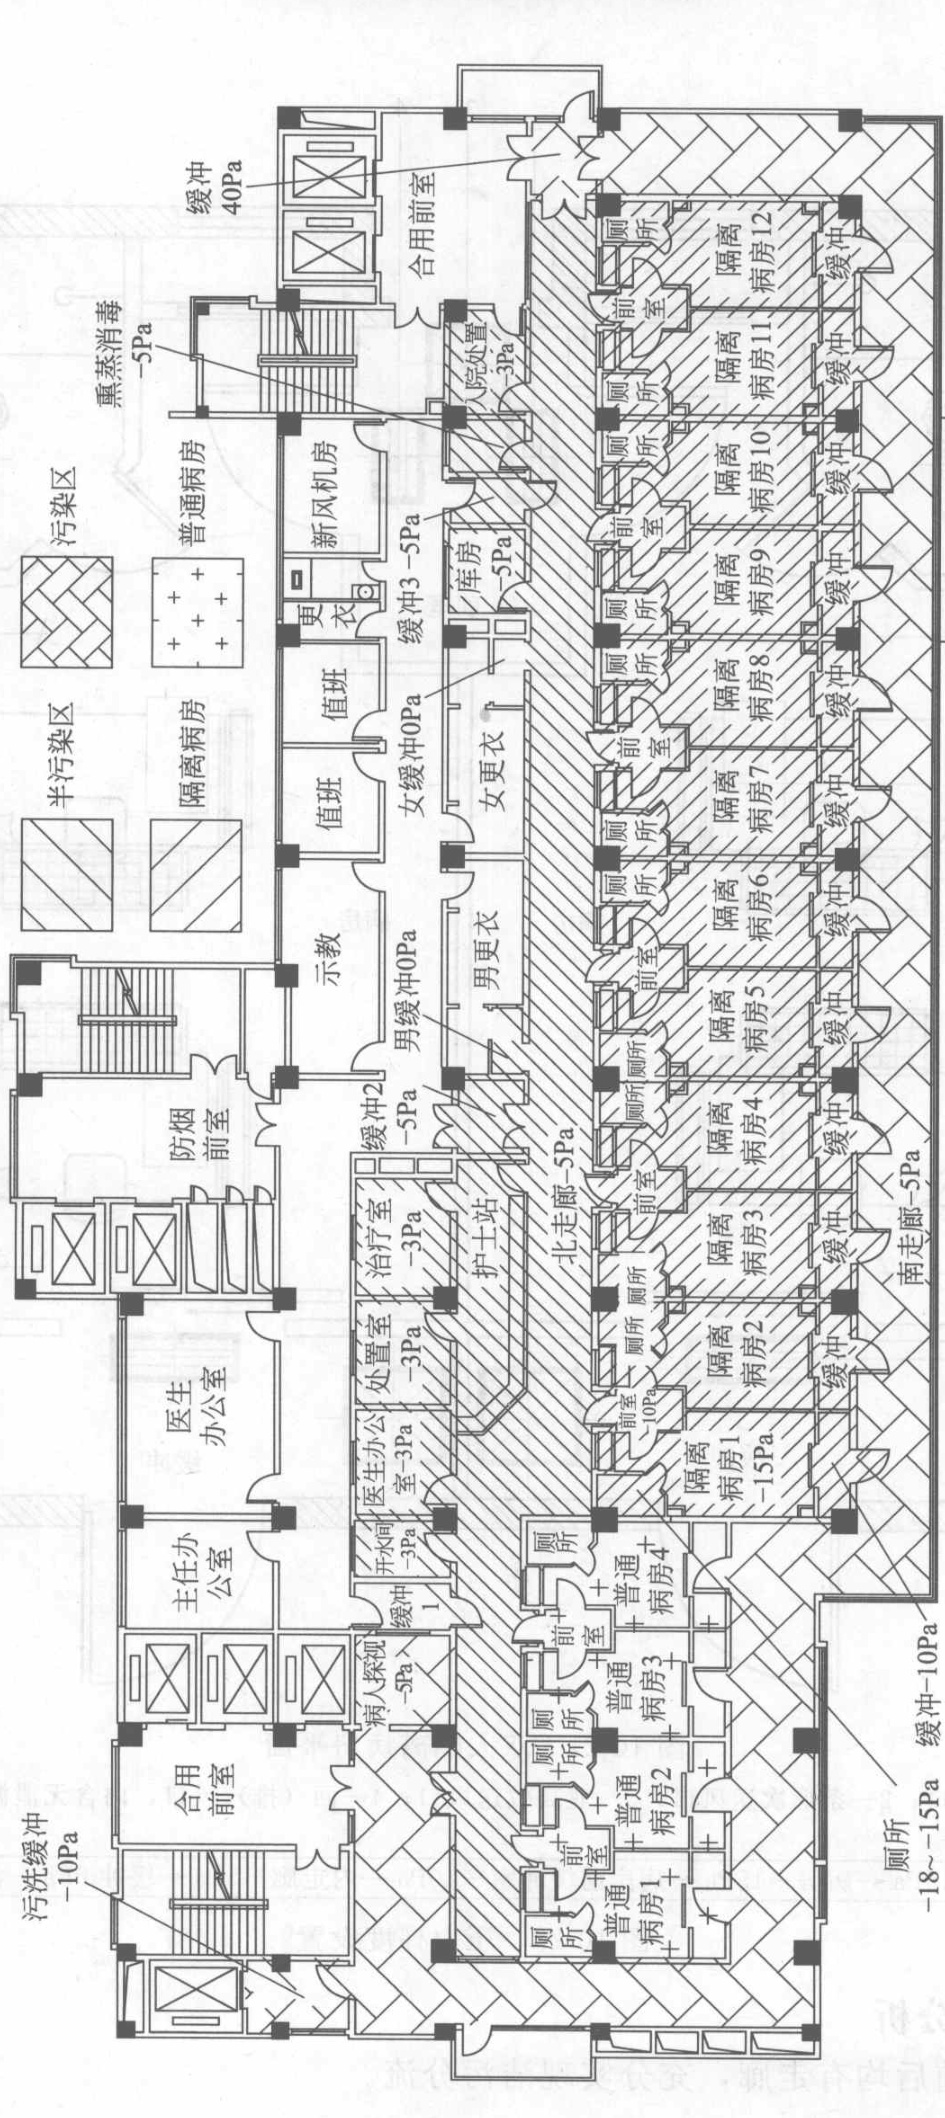 污洗缓冲
-10Pa
半污染区
污染区
隔离病房
普通病房
熏蒸消毒
-5Pa
缓冲
40Pa
合用
前室
主任办
公室
医生
办公室
防烟
前室
示教
值班
值班
更衣
新风机房
合用前室
病人探视
-5Pa
缓冲
1
开水间
-3Pa
医生办公
室-3Pa
处置室
-3Pa
治疗室
-3Pa
护士站
缓冲2
-5Pa
男缓冲0Pa
女缓冲0Pa
缓冲3 -5Pa
男更衣
女更衣
库房
-5Pa
入院处置
-3Pa
北走廊-5Pa
厕所
前室
厕所
厕所
前室
厕所
普通
病房1
普通
病房2
普通
病房3
普通
病房4
前室
-10Pa
厕所
厕所
前室
厕所
厕所
前室
厕所
厕所
前室
厕所
厕所
前室
厕所
厕所
前室
厕所
隔离
病房1
-15Pa
隔离
病房2
隔离
病房3
隔离
病房4
隔离
病房5
隔离
病房6
隔离
病房7
隔离
病房8
隔离
病房9
隔离
病房10
隔离
病房11
隔离
病房12
缓冲
缓冲
缓冲
缓冲
缓冲
缓冲
缓冲
缓冲
缓冲
缓冲
缓冲
南走廊-5Pa
厕所
-18~-15Pa
缓冲-10Pa